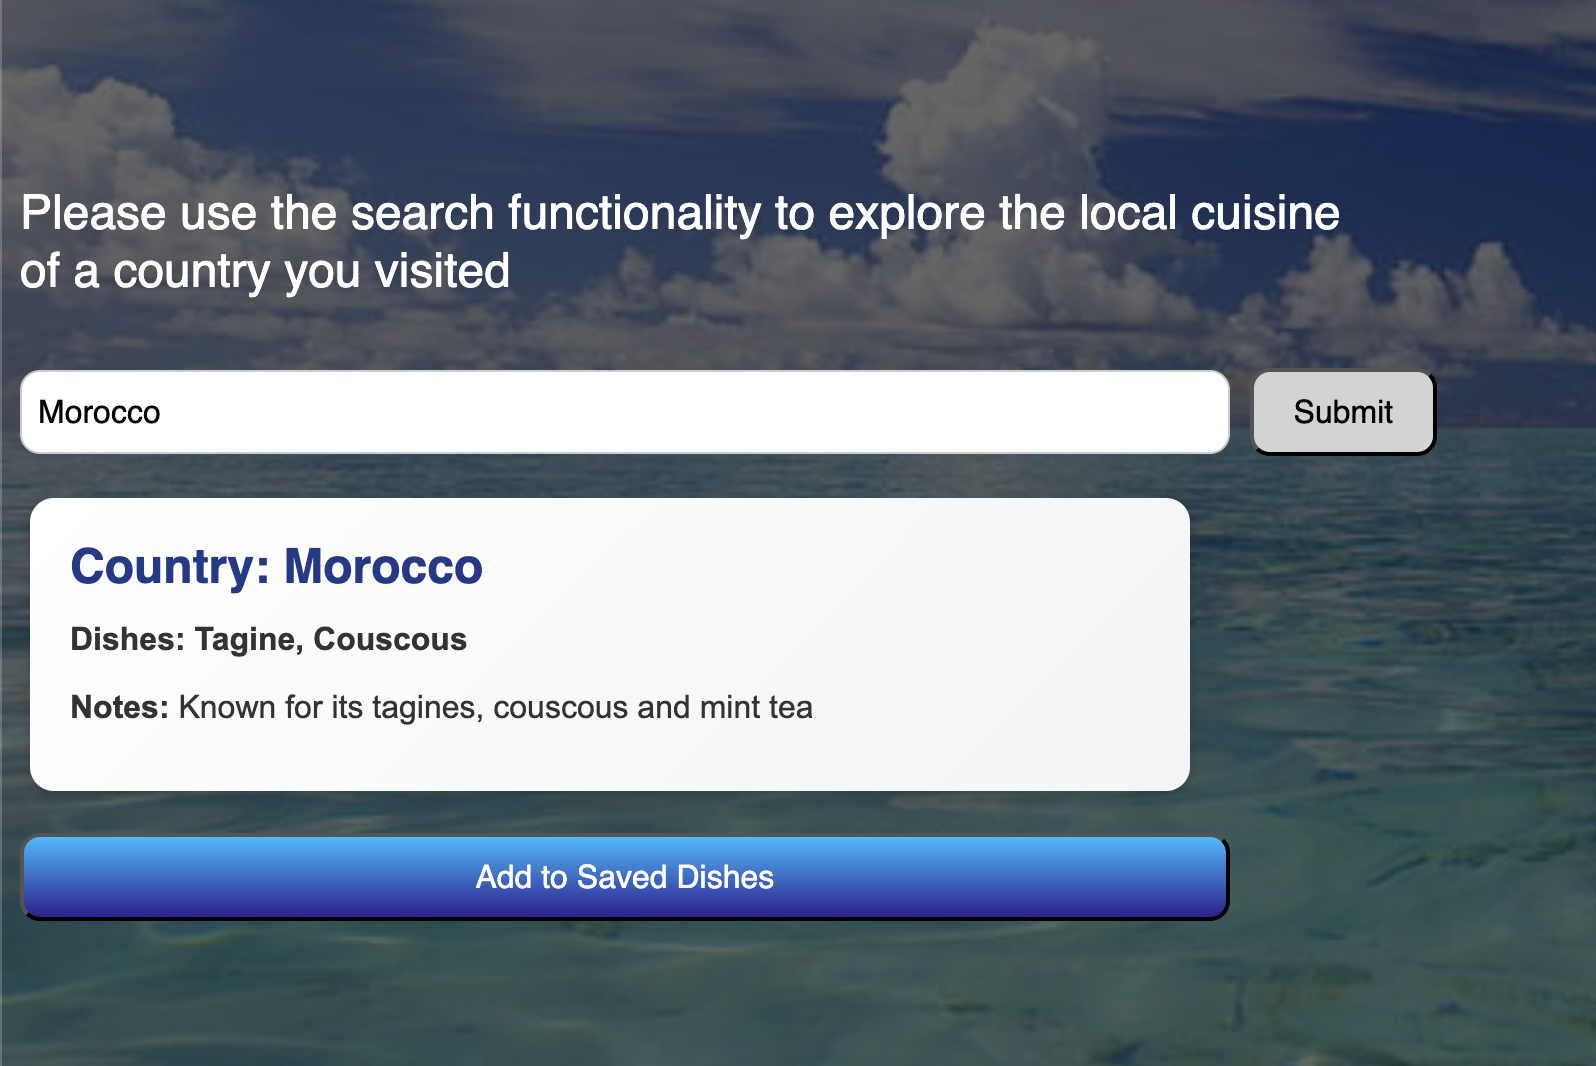 Please use the search functionality to explore the local cuisine
of a country you visited
Morocco
Submit
Country: Morocco
Dishes: Tagine, Couscous
Notes: Known for its tagines, couscous and mint tea
Add to Saved Dishes